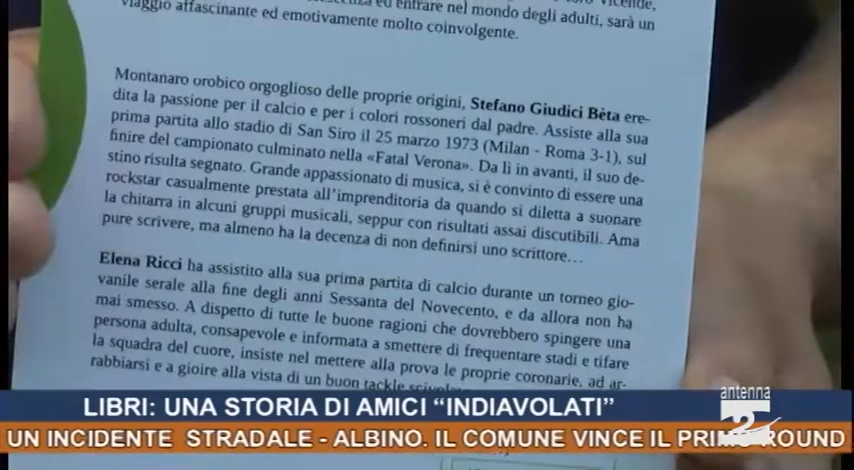 ed entrare nel mondo degli adulti, sarà un
viaggio affascinante ed emotivamente molto coinvolgente.
Montanaro orobico orgoglioso delle proprie origini, Stefano Giudici Bèta ere-
dita la passione per il calcio e per i colori rossoneri dal padre. Assiste alla sua
prima partita allo stadio di San Siro il 25 marzo 1973 (Milan - Roma 3-1), sul
finire del campionato culminato nella «Fatal Verona». Da lì in avanti, il suo de-
stino risulta segnato. Grande appassionato di musica, si è convinto di essere una
rockstar casualmente prestata all'imprenditoria da quando si diletta a suonare
la chitarra in alcuni gruppi musicali, seppur con risultati assai discutibili. Ama
pure scrivere, ma almeno ha la decenza di non definirsi uno scrittore…
Elena Ricci ha assistito alla sua prima partita di calcio durante un torneo gio-
vanile serale alla fine degli anni Sessanta del Novecento, e da allora non ha
mai smesso. A dispetto di tutte le buone ragioni che dovrebbero spingere una
persona adulta, consapevole e informata a smettere di frequentare stadi e tifare
la squadra del cuore, insiste nel mettere alla prova le proprie coronarie, ad ar-
rabbiarsi e a gioire alla vista di un buon tackle
LIBRI: UNA STORIA DI AMICI “INDIAVOLATI”
antenna
2
UN INCIDENTE STRADALE - ALBINO. IL COMUNE VINCE IL PRIMO ROUND